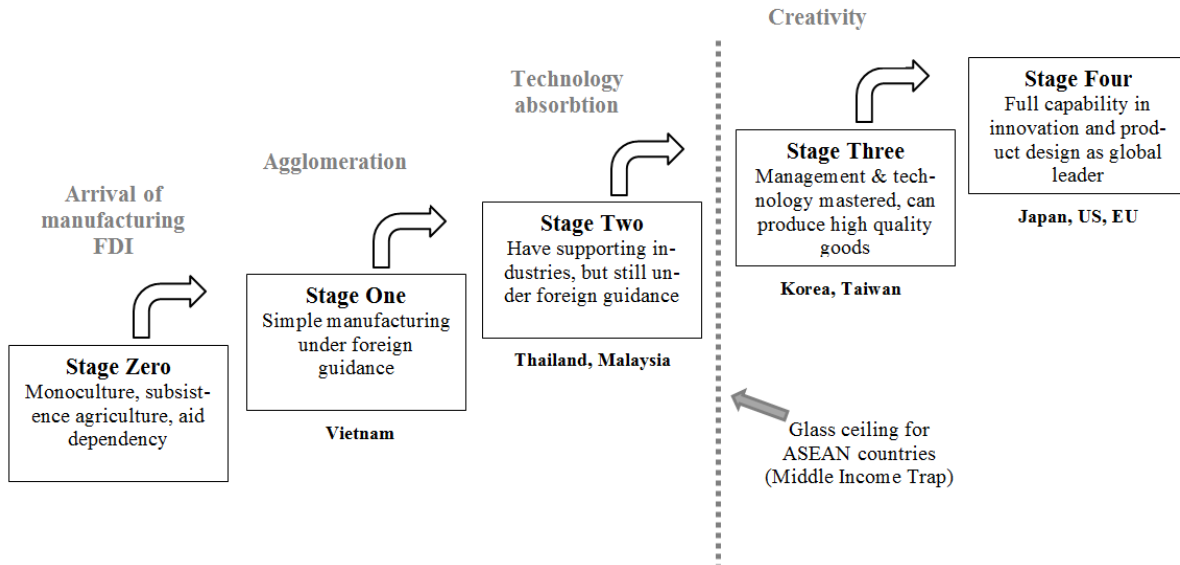 Arrival of
manufacturing
FDI
Stage Zero
Monoculture, subsist-
ence agriculture, aid
dependency
Agglomeration
Stage One
Simple manufacturing
under foreign
guidance
Vietnam
Technology
absorbtion
Stage Two
Have supporting in-
dustries, but still un-
der foreign guidance
Thailand, Malaysia
Creativity
Stage Three
Management & tech-
nology mastered, can
produce high quality
goods
Korea, Taiwan
Stage Four
Full capability in
innovation and prod-
uct design as global
leader
Japan, US, EU
Glass ceiling for
ASEAN countries
(Middle Income Trap)